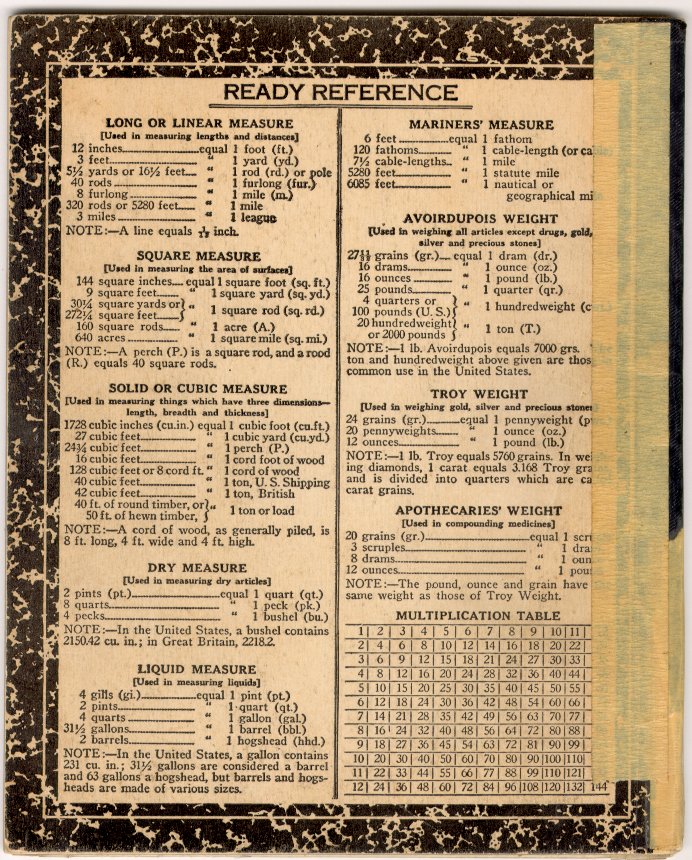 READY REFERENCE
LONG OR LINEAR MEASURE
[Used in measuring lengths and distances]
12 inches equal 1 foot (ft.)
3 feet " 1 yard (yd.)
5½ yards or 16½ feet " 1 rod (rd.) or pole
40 rods " 1 furlong (fur.)
8 furlong " 1 mile (m.)
320 rods or 5280 feet " 1 mile
3 miles " 1 league
NOTE:—A line equals 1/12 inch.
SQUARE MEASURE
[Used in measuring the area of surfaces]
144 square inches equal 1 square foot (sq. ft.)
9 square feet " 1 square yard (sq. yd.)
30¼ square yards or
272¼ square feet } " 1 square rod (sq. rd.)
160 square rods " 1 acre (A.)
640 acres " 1 square mile (sq. mi.)
NOTE:—A perch (P.) is a square rod, and a rood
(R.) equals 40 square rods.
SOLID OR CUBIC MEASURE
[Used in measuring things which have three dimensions—
length, breadth and thickness]
1728 cubic inches (cu.in.) equal 1 cubic foot (cu.ft.)
27 cubic feet " 1 cubic yard (cu.yd.)
24¾ cubic feet " 1 perch (P.)
16 cubic feet " 1 cord foot of wood
128 cubic feet or 8 cord ft. " 1 cord of wood
40 cubic feet " 1 ton, U. S. Shipping
42 cubic feet " 1 ton, British
40 ft. of round timber, or
50 ft. of hewn timber, } " 1 ton or load
NOTE:—A cord of wood, as generally piled, is
8 ft. long, 4 ft. wide and 4 ft. high.
DRY MEASURE
[Used in measuring dry articles]
2 pints (pt.) equal 1 quart (qt.)
8 quarts " 1 peck (pk.)
4 pecks " 1 bushel (bu.)
NOTE:—In the United States, a bushel contains
2150.42 cu. in.; in Great Britain, 2218.2.
LIQUID MEASURE
[Used in measuring liquids]
4 gills (gi.) equal 1 pint (pt.)
2 pints " 1 quart (qt.)
4 quarts " 1 gallon (gal.)
31½ gallons " 1 barrel (bbl.)
2 barrels " 1 hogshead (hhd.)
NOTE:—In the United States, a gallon contains
231 cu. in.; 31½ gallons are considered a barrel
and 63 gallons a hogshead, but barrels and hogs-
heads are made of various sizes.
MARINERS' MEASURE
6 feet equal 1 fathom
120 fathoms " 1 cable-length (or
7½ cable-lengths " 1 mile
5280 feet " 1 statute mile
6085 feet " 1 nautical or
geographical
AVOIRDUPOIS WEIGHT
[Used in weighing all articles except drugs, gold,
silver and precious stones]
27 11/32 grains (gr.) equal 1 dram (dr.)
16 drams " 1 ounce (oz.)
16 ounces " 1 pound (lb.)
25 pounds " 1 quarter (qr.)
4 quarters or
100 pounds (U. S.) } " 1 hundredweight
20 hundredweight
or 2000 pounds } " 1 ton (T.)
NOTE:—1 lb. Avoirdupois equals 7000 grs.
ton and hundredweight above given are
common use in the United States.
TROY WEIGHT
[Used in weighing gold, silver and precious stones
24 grains (gr.) equal 1 pennyweight
20 pennyweights " 1 ounce (oz.)
12 ounces " 1 pound (lb.)
NOTE:—1 lb. Troy equals 5760 grains. In
ing diamonds, 1 carat equals 3.168 Troy
and is divided into quarters which are
carat grains.
APOTHECARIES' WEIGHT
[Used in compounding medicines]
20 grains (gr.) equal 1
3 scruples " 1
8 drams " 1
12 ounces " 1
NOTE:—The pound, ounce and grain have
same weight as those of Troy Weight.
MULTIPLICATION TABLE
1 2 3 4 5 6 7 8 9 10 11
2 4 6 8 10 12 14 16 18 20 22
3 6 9 12 15 18 21 24 27 30 33
4 8 12 16 20 24 28 32 36 40 44
5 10 15 20 25 30 35 40 45 50 55
6 12 18 24 30 36 42 48 54 60 66
7 14 21 28 35 42 49 56 63 70 77
8 16 24 32 40 48 56 64 72 80 88
9 18 27 36 45 54 63 72 81 90 99
10 20 30 40 50 60 70 80 90 100 110
11 22 33 44 55 66 77 88 99 110 121
12 24 36 48 60 72 84 96 108 120 132 144